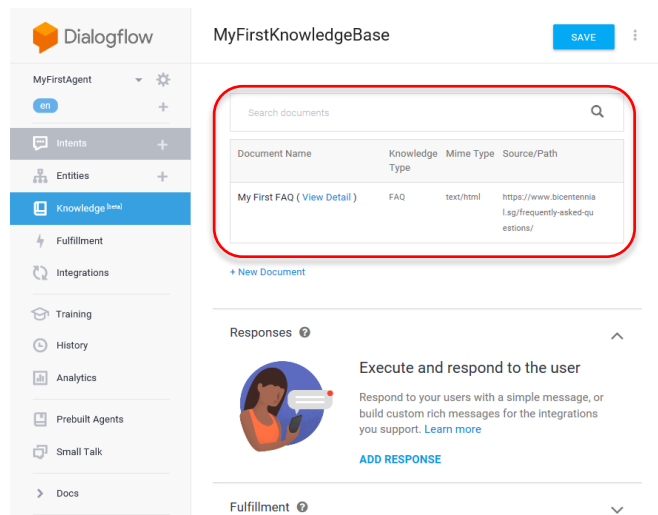 Dialogflow
MyFirstAgent
en
Intents
Entities
Knowledge [beta]
Fulfillment
Integrations
Training
History
Analytics
Prebuilt Agents
Small Talk
Docs
MyFirstKnowledgeBase
SAVE
Search documents
Document Name Knowledge Type Mime Type Source/Path
My First FAQ ( View Detail ) FAQ text/html https://www.bicentennia
l.sg/frequently-asked-qu
estions/
+ New Document
Responses ?
Execute and respond to the user
Respond to your users with a simple message, or
build custom rich messages for the integrations
you support. Learn more
ADD RESPONSE
Fulfillment ?